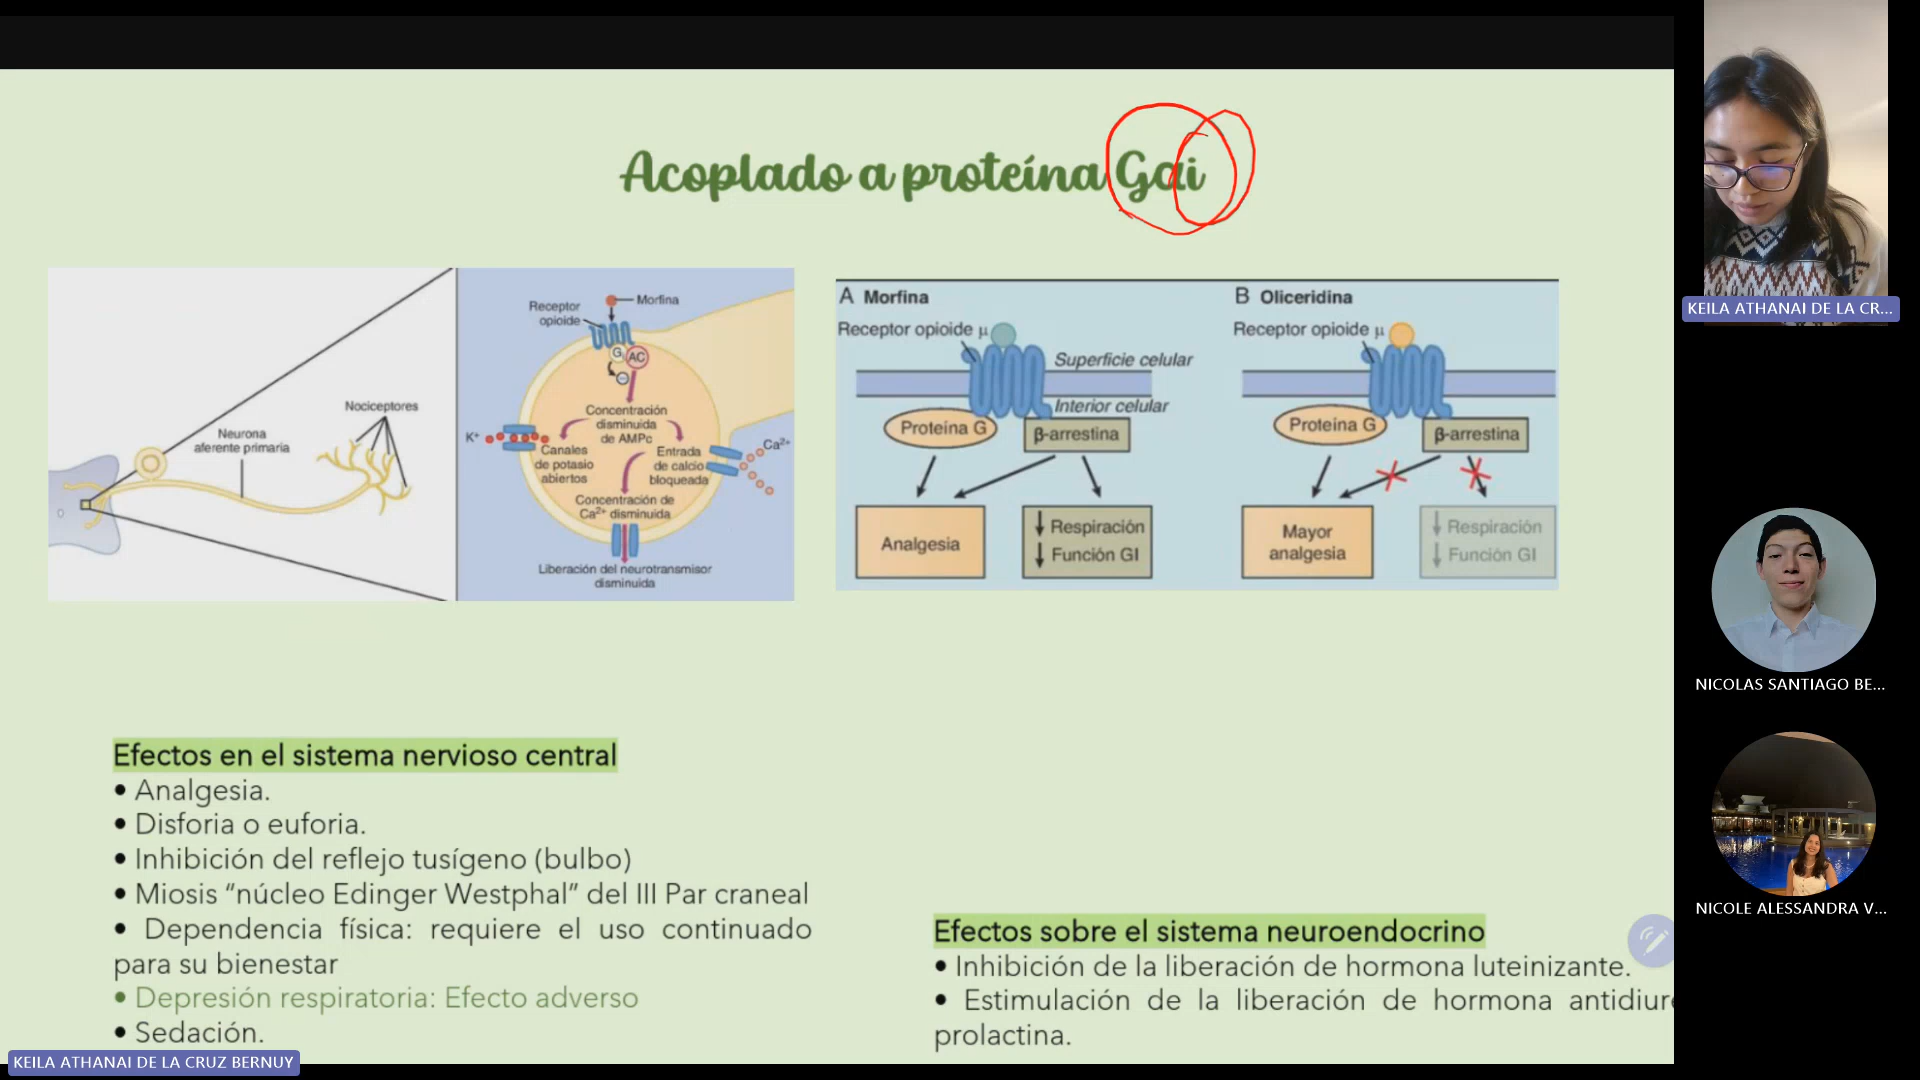 Acoplado a proteína Gαi
Receptor
opioide
Morfina
G
AC
Nociceptores
Neurona
aferente primaria
K⁺
Concentración
disminuida
de AMPc
Canales
de potasio
abiertos
Entrada
de calcio
bloqueada
Ca²⁺
Concentración de
Ca²⁺ disminuida
Liberación del neurotransmisor
disminuida
A Morfina
Receptor opioide μ
Superficie celular
Interior celular
Proteína G
β-arrestina
Analgesia
↓ Respiración
↓ Función GI
B Oliceridina
Receptor opioide μ
Proteína G
β-arrestina
Mayor
analgesia
↓ Respiración
↓ Función GI
Efectos en el sistema nervioso central
• Analgesia.
• Disforia o euforia.
• Inhibición del reflejo tusígeno (bulbo)
• Miosis “núcleo Edinger Westphal” del III Par craneal
• Dependencia física: requiere el uso continuado
para su bienestar
• Depresión respiratoria: Efecto adverso
• Sedación.
Efectos sobre el sistema neuroendocrino
• Inhibición de la liberación de hormona luteinizante.
• Estimulación de la liberación de hormona antidiur
prolactina.
KEILA ATHANAI DE LA CRUZ BERNUY
KEILA ATHANAI DE LA CR...
NICOLAS SANTIAGO BE...
NICOLE ALESSANDRA V...